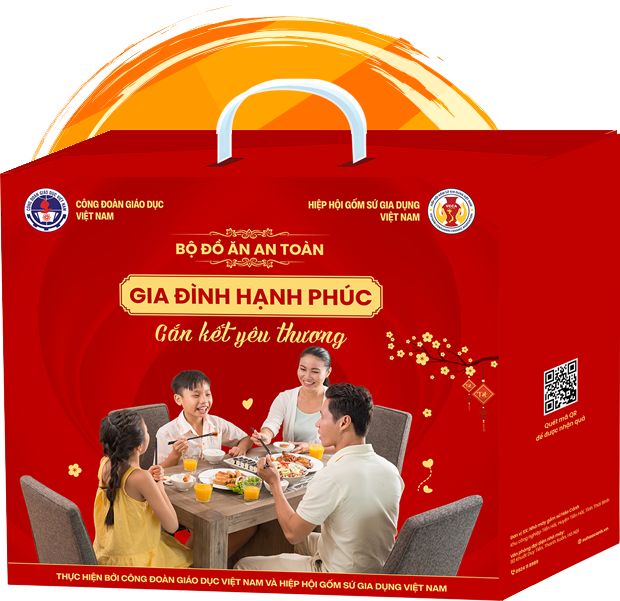 CÔNG ĐOÀN GIÁO DỤC
VIỆT NAM
HIỆP HỘI GỐM SỨ GIA DỤNG
VIỆT NAM
BỘ ĐỒ ĂN AN TOÀN
GIA ĐÌNH HẠNH PHÚC
Gắn kết yêu thương
Quét mã QR
để được nhận quà
THỰC HIỆN BỞI CÔNG ĐOÀN GIÁO DỤC VIỆT NAM VÀ HIỆP HỘI GỐM SỨ GIA DỤNG VIỆT NAM